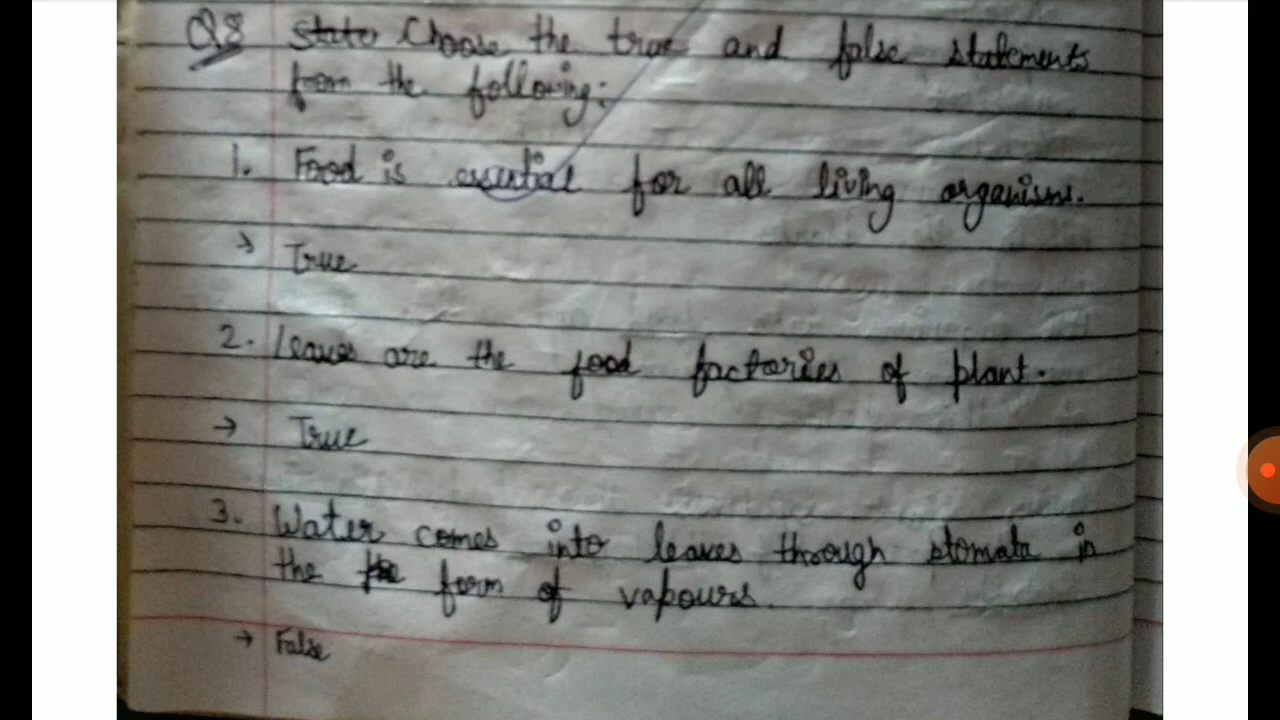 Q8 State Choose the true and false statements
from the following:
1. Food is essential for all living organisms.
→ True
2. Leaves are the food factories of plant.
→ True
3. Water comes into leaves through stomata in
the the form of vapours.
→ False